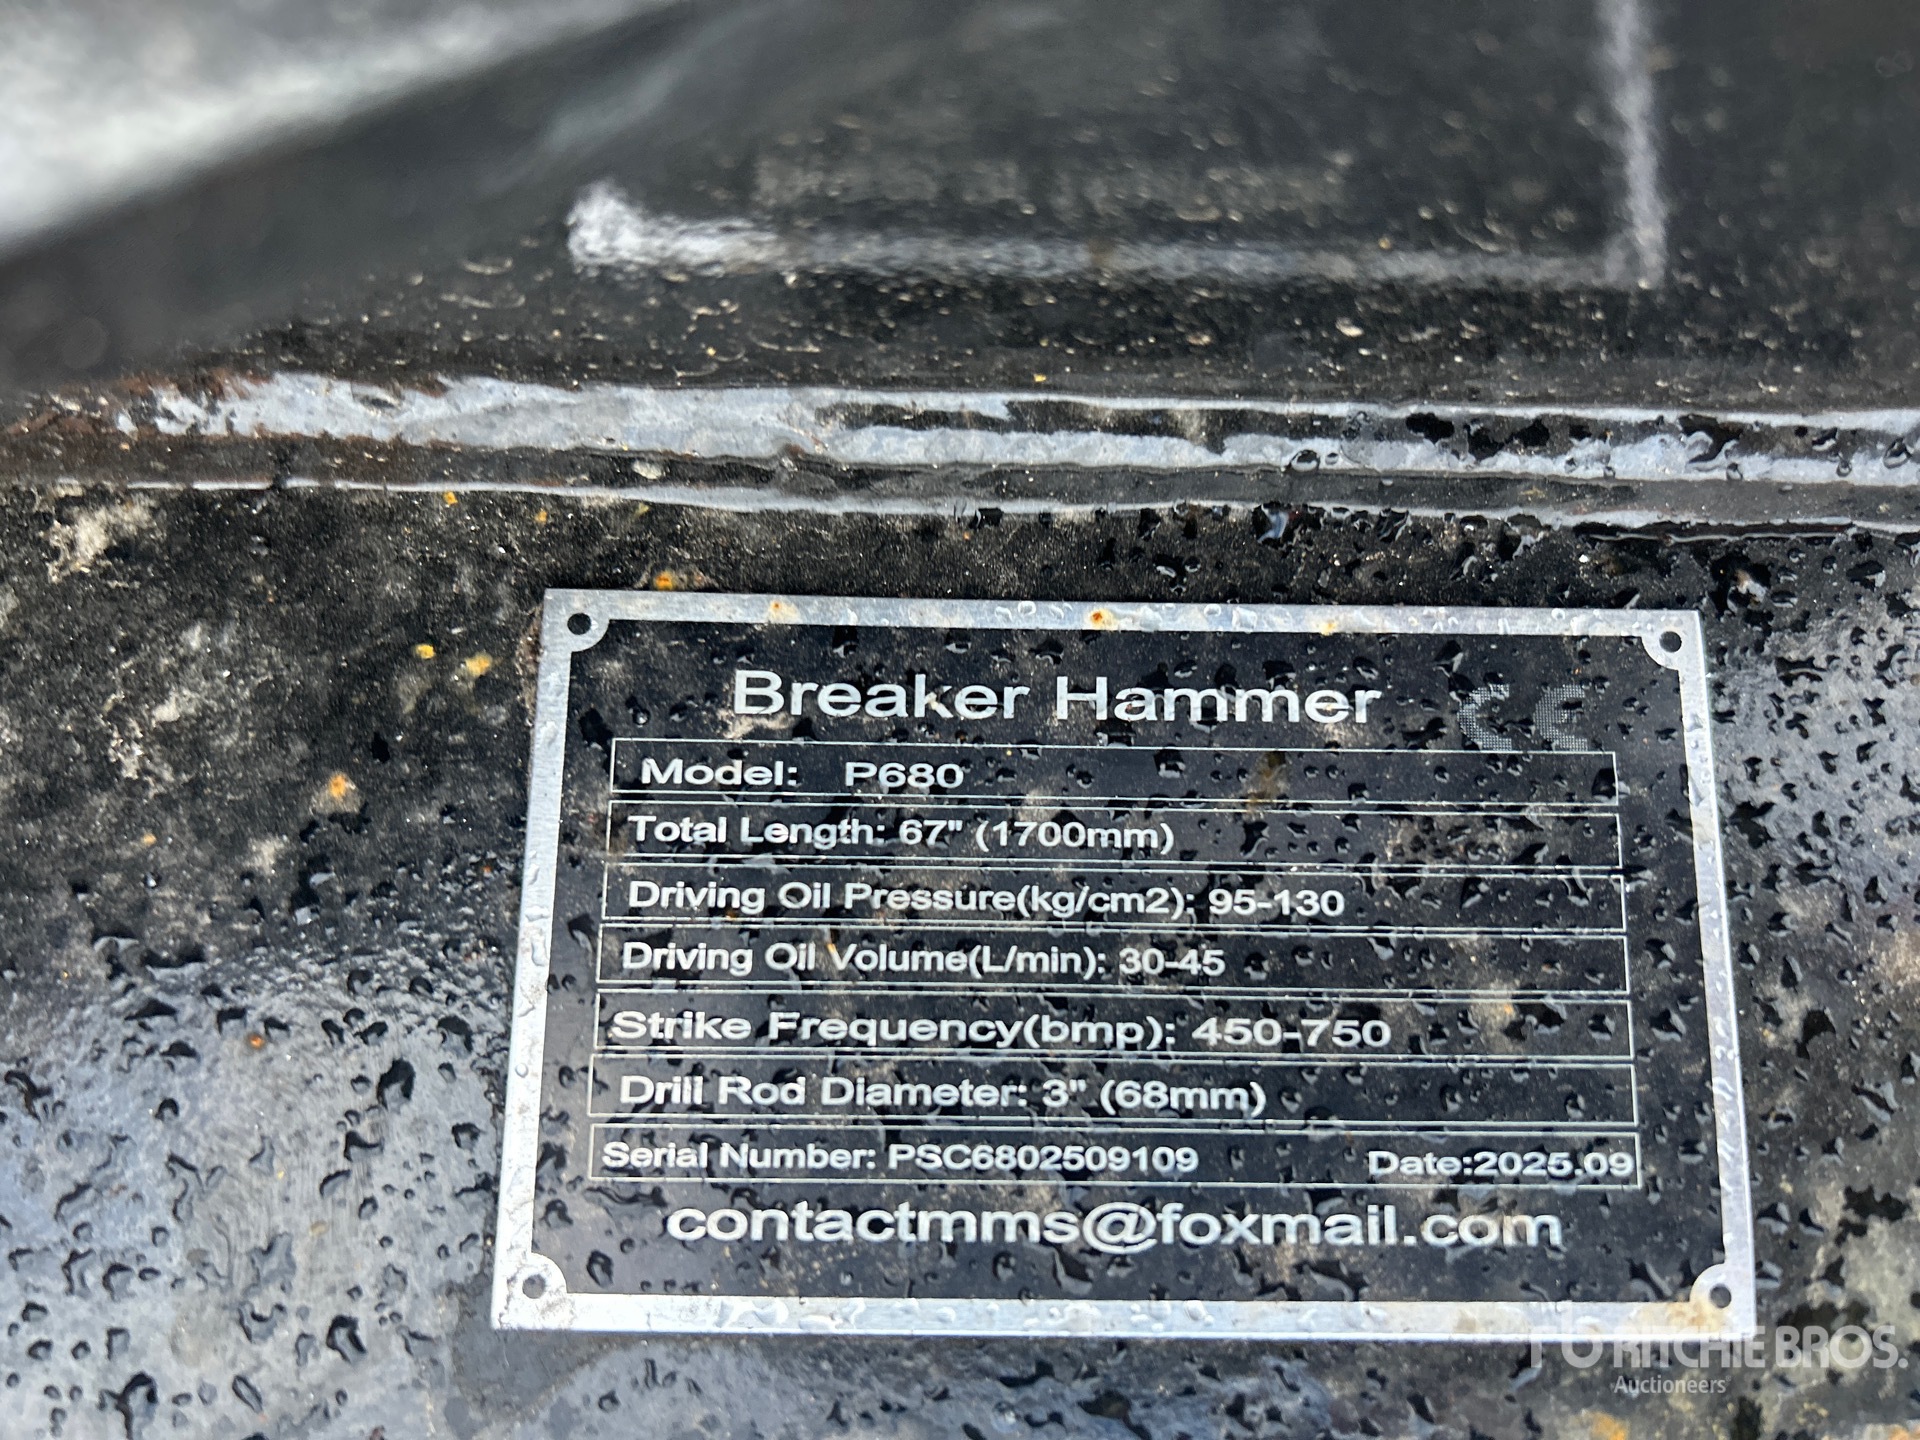 Breaker Hammer CE
Model: P680
Total Length: 67" (1700mm)
Driving Oil Pressure(kg/cm2): 95-130
Driving Oil Volume(L/min): 30-45
Strike Frequency(bmp): 450-750
Drill Rod Diameter: 3" (68mm)
Serial Number: PSC6802509109 Date:2025.09
contactmms@foxmail.com
rb RITCHIE BROS.
Auctioneers